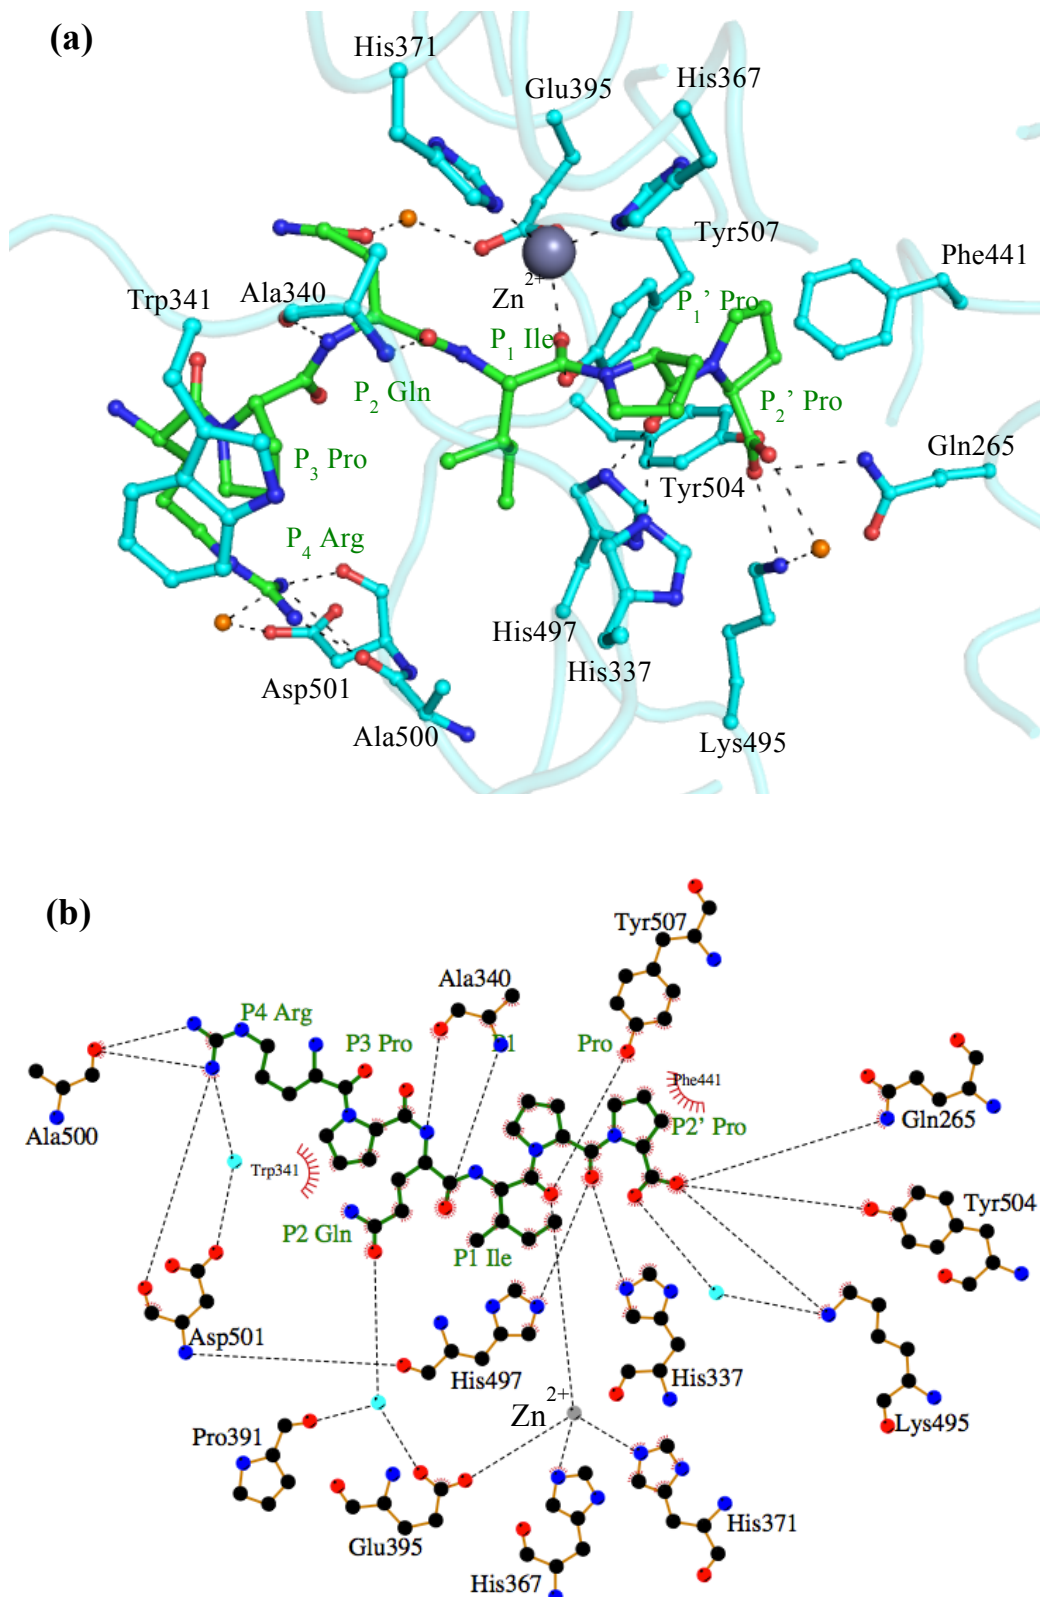 (a)
His371
His367
Glu395
Tyr507
Phe441
Trp341
Ala340
Zn2+
P1’ Pro
P1 Ile
P2 Gln
P2’ Pro
P3 Pro
Gln265
Tyr504
P4 Arg
His497
His337
Asp501
Ala500
Lys495
(b)
Tyr507
Ala340
P4 Arg
P3 Pro
P1
Pro
Phe441
P2' Pro
Ala500
Gln265
Trp341
Tyr504
P2 Gln
P1 Ile
Asp501
His497
His337
Zn2+
Lys495
Pro391
His371
Glu395
His367